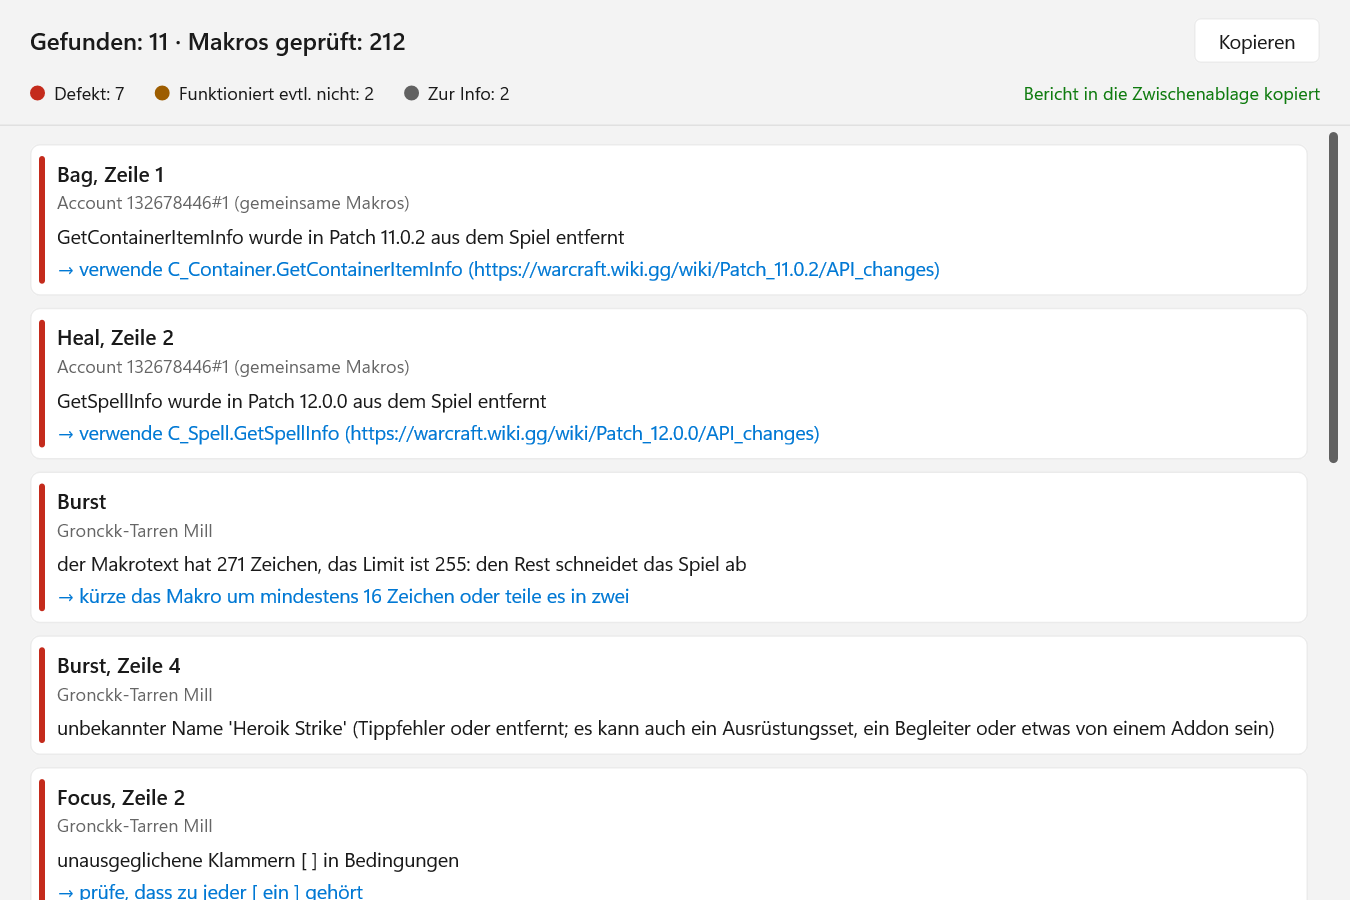 Gefunden: 11 · Makros geprüft: 212
Kopieren
Defekt: 7
Funktioniert evtl. nicht: 2
Zur Info: 2
Bericht in die Zwischenablage kopiert
Bag, Zeile 1
Account 132678446#1 (gemeinsame Makros)
GetContainerItemInfo wurde in Patch 11.0.2 aus dem Spiel entfernt
→ verwende C_Container.GetContainerItemInfo (https://warcraft.wiki.gg/wiki/Patch_11.0.2/API_changes)
Heal, Zeile 2
Account 132678446#1 (gemeinsame Makros)
GetSpellInfo wurde in Patch 12.0.0 aus dem Spiel entfernt
→ verwende C_Spell.GetSpellInfo (https://warcraft.wiki.gg/wiki/Patch_12.0.0/API_changes)
Burst
Gronckk-Tarren Mill
der Makrotext hat 271 Zeichen, das Limit ist 255: den Rest schneidet das Spiel ab
→ kürze das Makro um mindestens 16 Zeichen oder teile es in zwei
Burst, Zeile 4
Gronckk-Tarren Mill
unbekannter Name 'Heroik Strike' (Tippfehler oder entfernt; es kann auch ein Ausrüstungsset, ein Begleiter oder etwas von einem Addon sein)
Focus, Zeile 2
Gronckk-Tarren Mill
unausgeglichene Klammern [ ] in Bedingungen
→ prüfe, dass zu jeder [ ein ] gehört